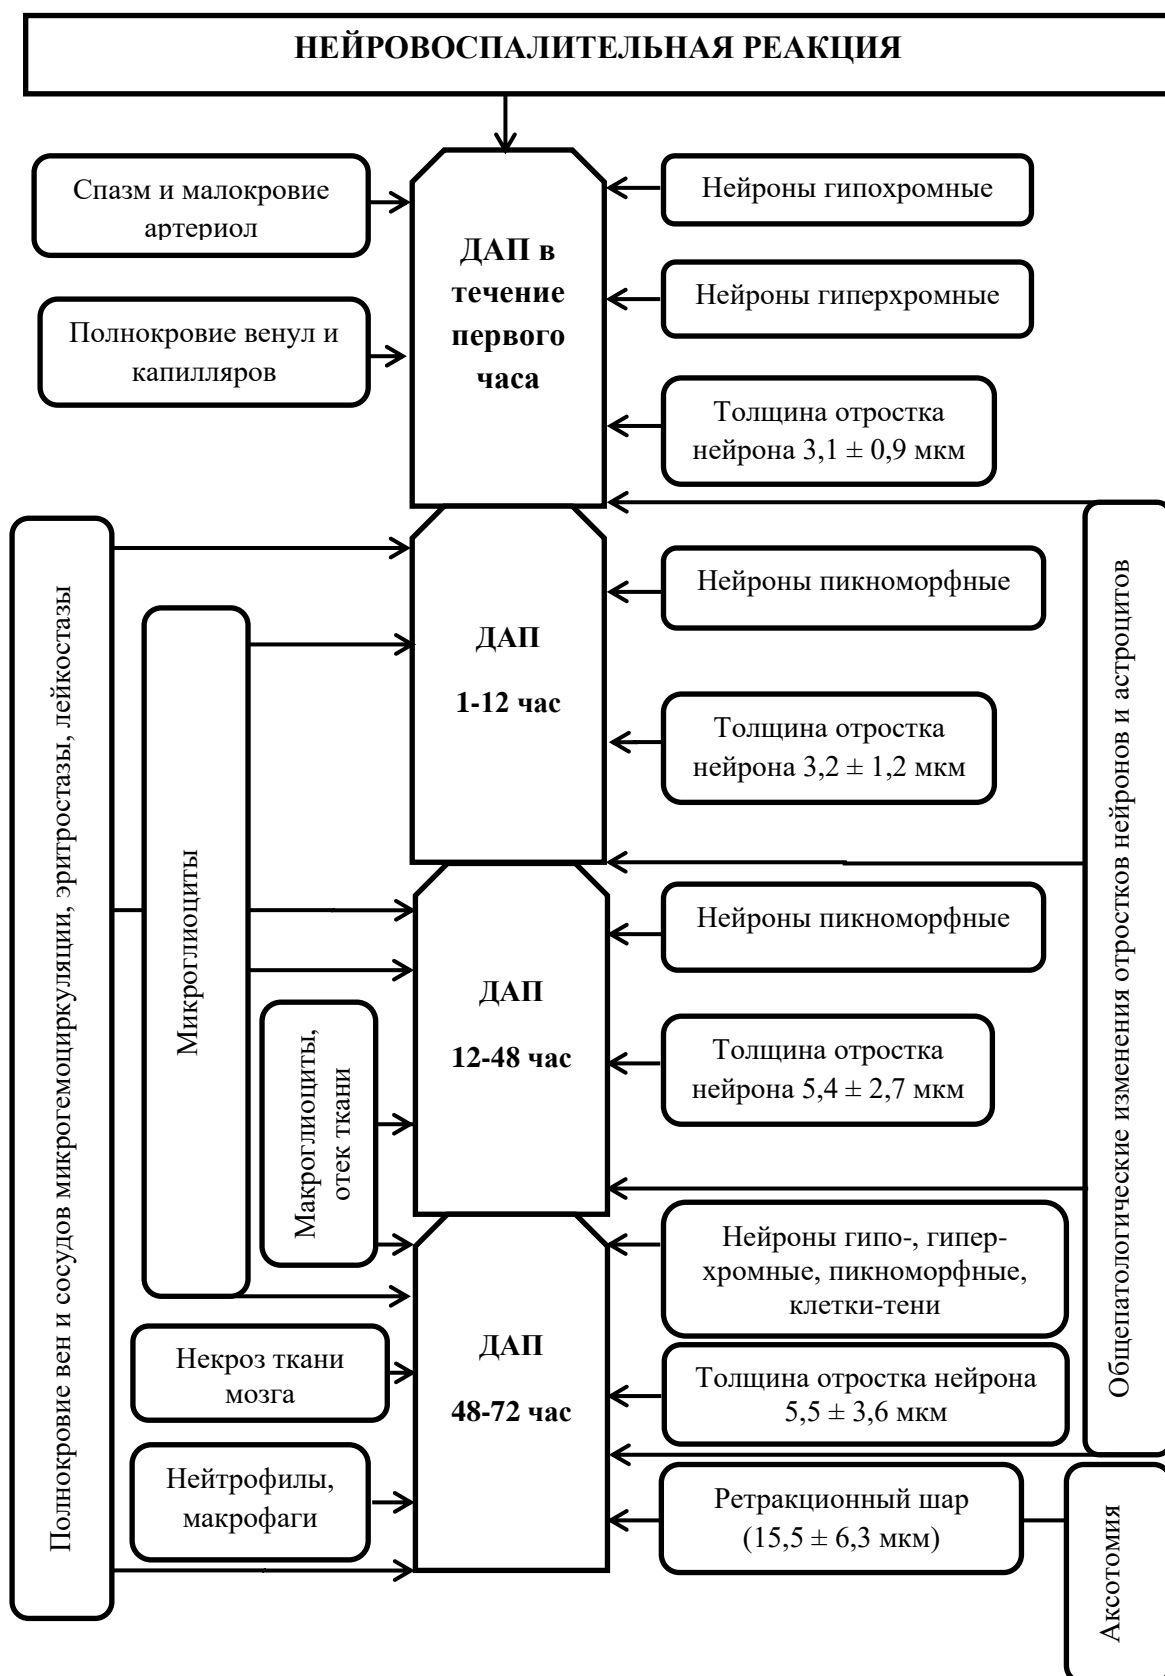 НЕЙРОВОСПАЛИТЕЛЬНАЯ РЕАКЦИЯ
Спазм и малокровие
артериол
Полнокровие венул и
капилляров
ДАП в
течение
первого
часа
Нейроны гипохромные
Нейроны гиперхромные
Толщина отростка
нейрона 3,1 ± 0,9 мкм
Полнокровие вен и сосудов микрогемоциркуляции, эритростазы, лейкостазы
Микроглиоциты
ДАП
1-12 час
Нейроны пикноморфные
Толщина отростка
нейрона 3,2 ± 1,2 мкм
Общепатологические изменения отростков нейронов и астроцитов
Макроглиоциты,
отек ткани
ДАП
12-48 час
Нейроны пикноморфные
Толщина отростка
нейрона 5,4 ± 2,7 мкм
Некроз ткани
мозга
Нейтрофилы,
макрофаги
ДАП
48-72 час
Нейроны гипо-, гипер-
хромные, пикноморфные,
клетки-тени
Толщина отростка нейрона
5,5 ± 3,6 мкм
Ретракционный шар
(15,5 ± 6,3 мкм)
Аксотомия